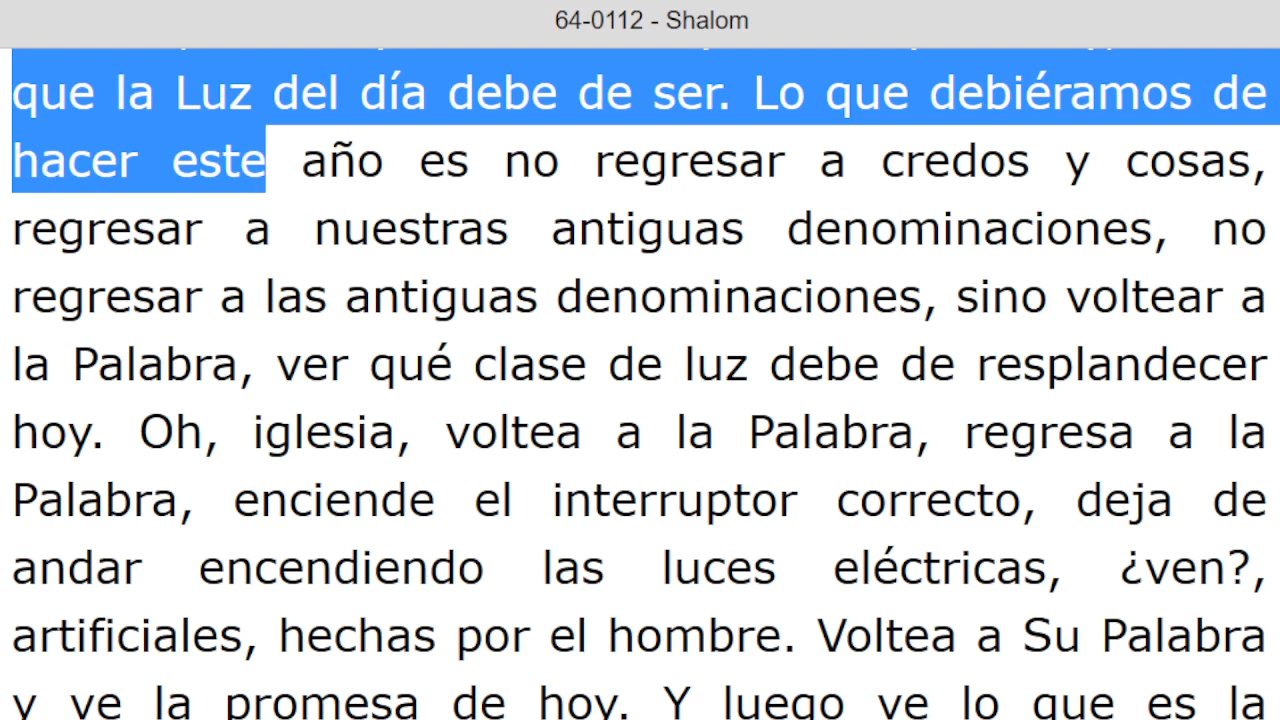 64-0112 - Shalom
que la Luz del día debe de ser. Lo que debiéramos de
hacer este año es no regresar a credos y cosas,
regresar a nuestras antiguas denominaciones, no
regresar a las antiguas denominaciones, sino voltear a
la Palabra, ver qué clase de luz debe de resplandecer
hoy. Oh, iglesia, voltea a la Palabra, regresa a la
Palabra, enciende el interruptor correcto, deja de
andar encendiendo las luces eléctricas, ¿ven?,
artificiales, hechas por el hombre. Voltea a Su Palabra
y ve la promesa de hoy. Y luego ve lo que es la